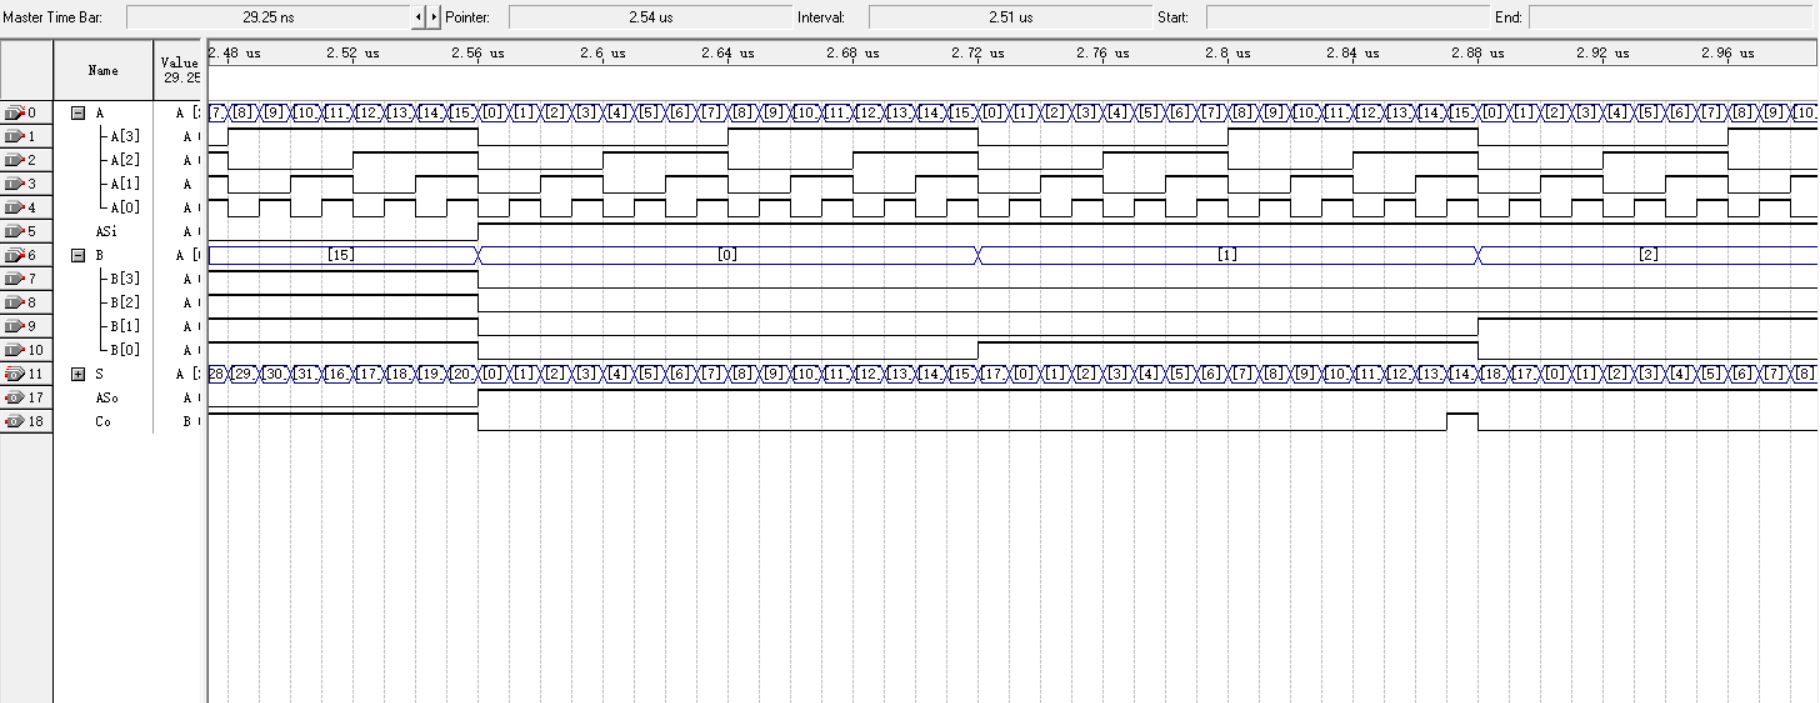 Master Time Bar: 29.25 ns Pointer: 2.54 us Interval: 2.51 us Start: End:
Name Value 29.25
2.48 us 2.52 us 2.56 us 2.6 us 2.64 us 2.68 us 2.72 us 2.76 us 2.8 us 2.84 us 2.88 us 2.92 us 2.96 us
0 A A [ 7 [8] [9] [10 [11 [12 [13 [14 [15 [0] [1] [2] [3] [4] [5] [6] [7] [8] [9] [10 [11 [12 [13 [14 [15 [0] [1] [2] [3] [4] [5] [6] [7] [8] [9] [10 [11 [12 [13 [14 [15 [0] [1] [2] [3] [4] [5] [6] [7] [8] [9] [10
1 A[3] A
2 A[2] A
3 A[1] A
4 A[0] A
5 ASi A
6 B A [ [15] [0] [1] [2]
7 B[3] A
8 B[2] A
9 B[1] A
10 B[0] A
11 S A [ 28 [29 [30 [31 [16 [17 [18 [19 [20 [0] [1] [2] [3] [4] [5] [6] [7] [8] [9] [10 [11 [12 [13 [14 [15 [17 [0] [1] [2] [3] [4] [5] [6] [7] [8] [9] [10 [11 [12 [13 [14 [18 [17 [0] [1] [2] [3] [4] [5] [6] [7] [8]
17 ASo A
18 Co B